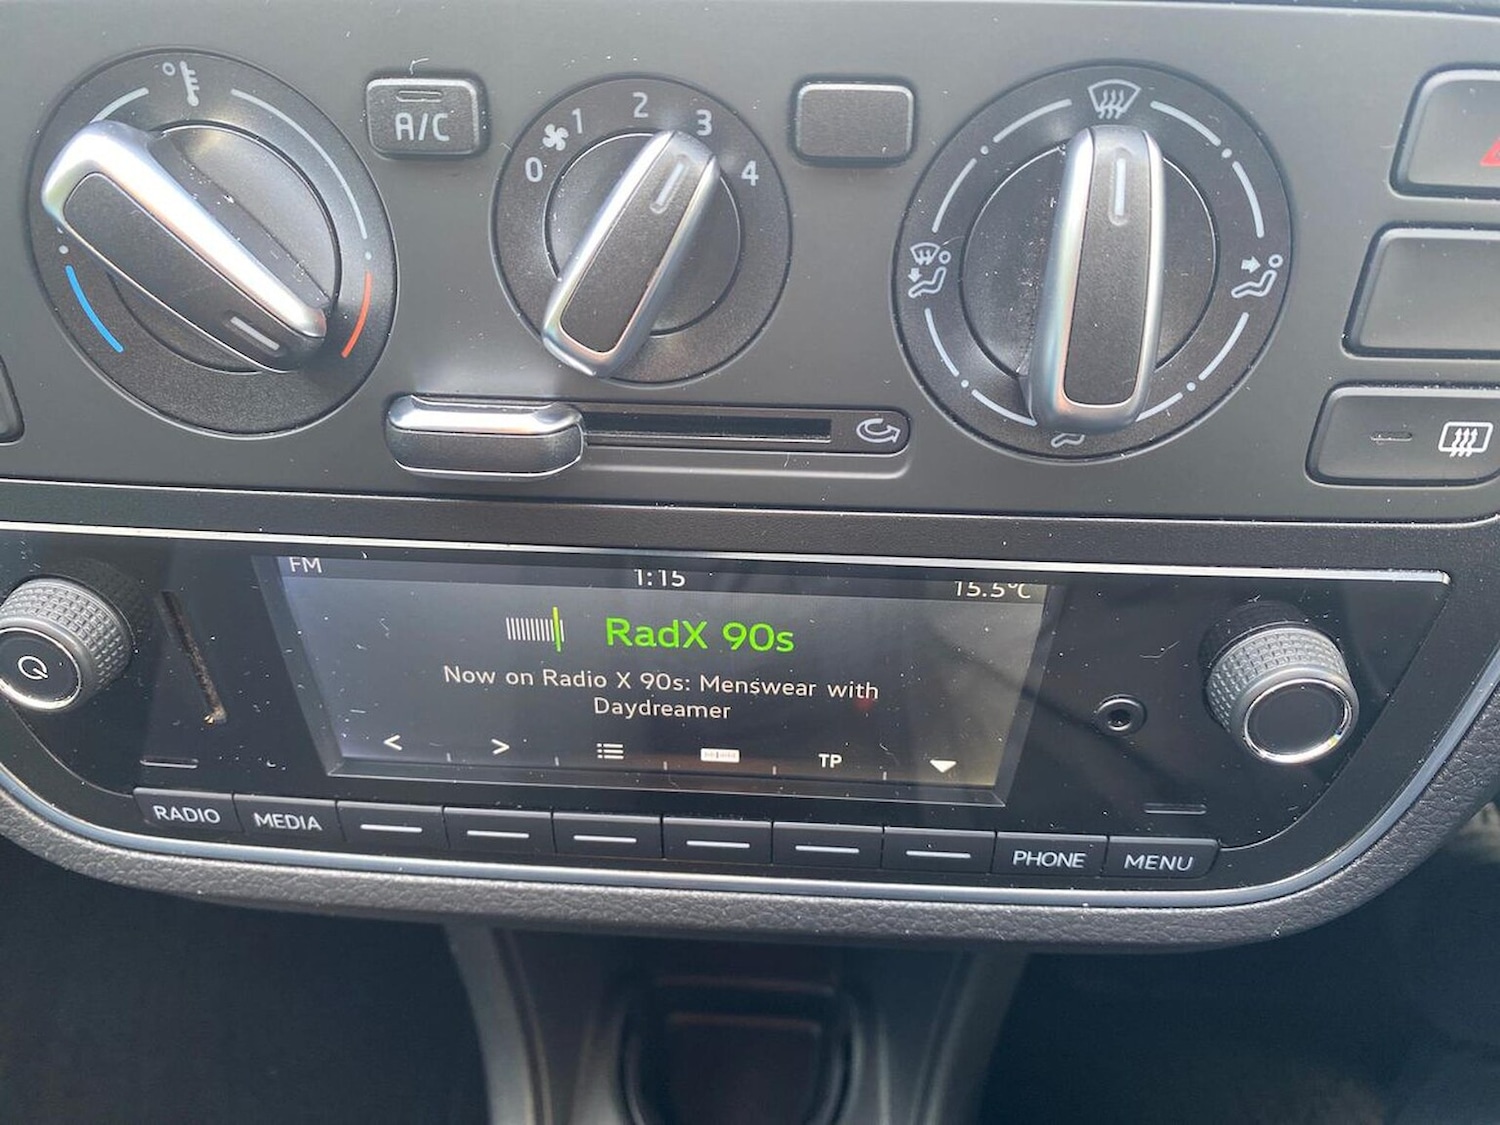 A/C
0 1 2 3 4
FM 1:15 15.5°C
RadX 90s
Now on Radio X 90s: Menswear with
Daydreamer
< > TP
RADIO MEDIA PHONE MENU